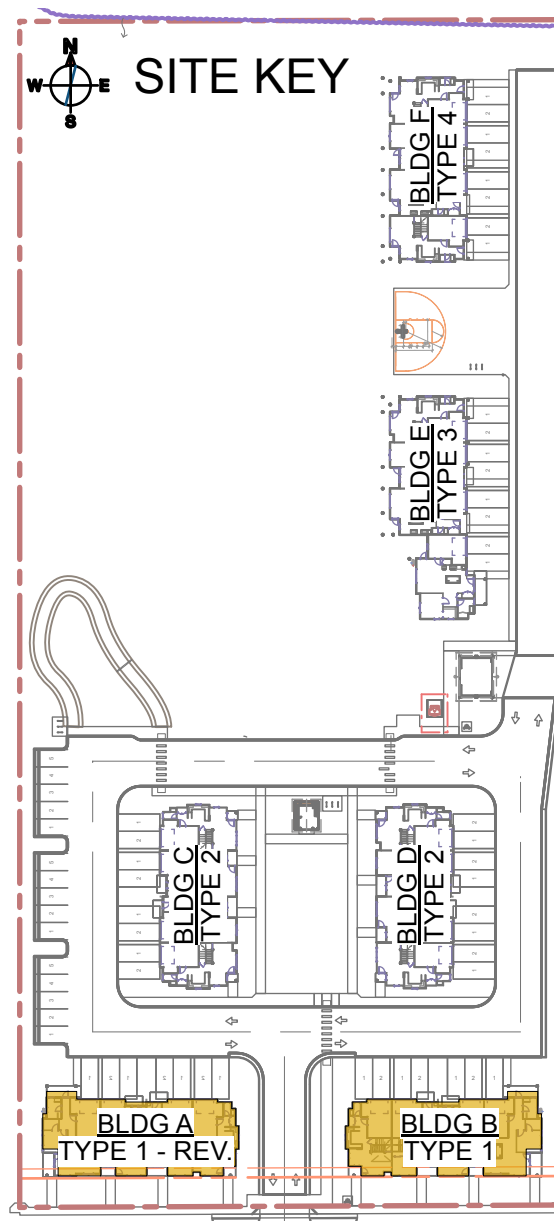 N
SITE KEY
W E
S
BLDG F
TYPE 4
BLDG E
TYPE 3
BLDG C
TYPE 2
BLDG D
TYPE 2
BLDG A
TYPE 1 - REV.
BLDG B
TYPE 1